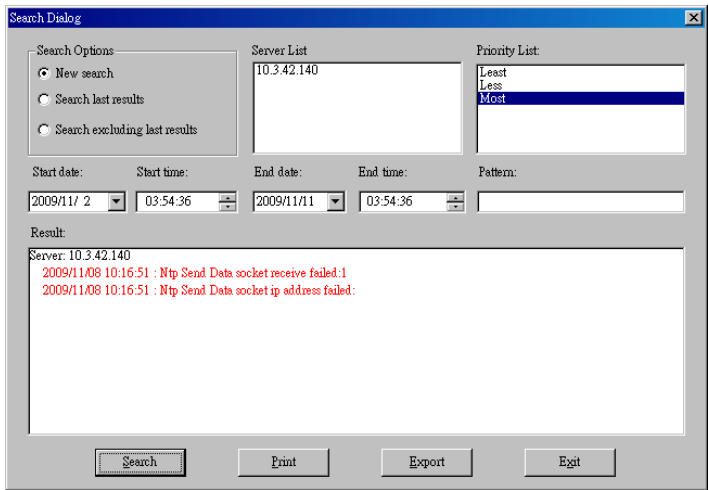 Search Dialog
Search Options
New search
Search last results
Search excluding last results
Server List
10.3.42.140
Priority List:
Least
Less
Most
Start date:
Start time:
End date:
End time:
Pattern:
2009/11/ 2
03:54:36
2009/11/11
03:54:36
Result:
Server: 10.3.42.140
2009/11/08 10:16:51 : Ntp Send Data socket receive failed:1
2009/11/08 10:16:51 : Ntp Send Data socket ip address failed:
Search
Print
Export
Exit